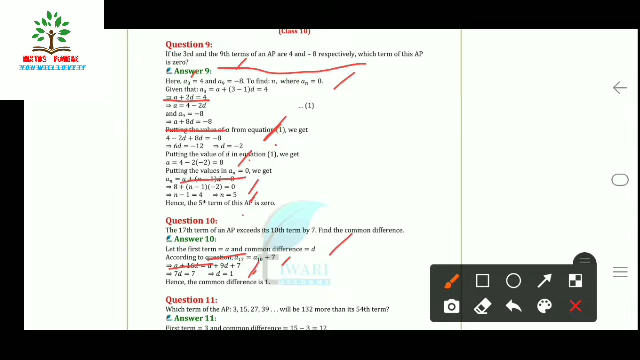 (Class 10)
Question 9:
If the 3rd and the 9th terms of an AP are 4 and – 8 respectively, which term of this AP
is zero?
Answer 9:
Here, a₃ = 4 and a₉ = −8. To find: n, where aₙ = 0.
Given that: a₃ = a + (3 − 1)d = 4
⇒ a + 2d = 4
⇒ a = 4 − 2d ... (1)
and a₉ = −8
⇒ a + 8d = −8
Putting the value of a from equation (1), we get
4 − 2d + 8d = −8
⇒ 6d = −12 ⇒ d = −2
Putting the value of d in equation (1), we get
a = 4 − 2(−2) = 8
Putting the values in aₙ = 0, we get
aₙ = a + (n − 1)d = 0
⇒ 8 + (n − 1)(−2) = 0
⇒ n − 1 = 4 ⇒ n = 5
Hence, the 5th term of this AP is zero.
Question 10:
The 17th term of an AP exceeds its 10th term by 7. Find the common difference.
Answer 10:
Let the first term = a and common difference = d
According to question, a₁₇ = a₁₀ + 7
⇒ a + 16d = a + 9d + 7
⇒ 7d = 7 ⇒ d = 1
Hence, the common difference is 1.
IWARI
Question 11:
Which term of the AP: 3, 15, 27, 39 ... will be 132 more than its 54th term?
Answer 11:
First term = 3 and common difference = 15 − 3 = 12